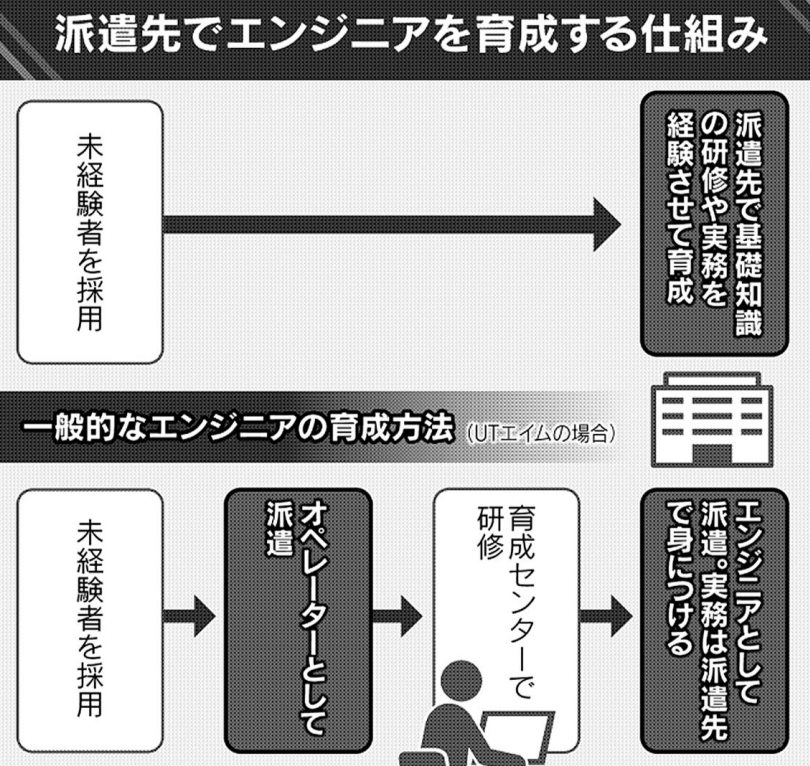 派遣先でエンジニアを育成する仕組み
未経験者を採用
派遣先で基礎知識
の研修や実務を
経験させて育成
一般的なエンジニアの育成方法(UTエイムの場合)
未経験者を採用
オペレーターとして
派遣
育成センターで
研修
エンジニアとして
派遣。実務は派遣先
で身につける